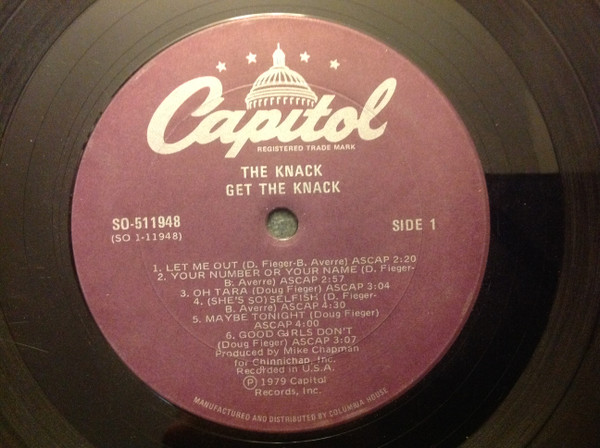 Capitol
REGISTERED TRADE MARK
THE KNACK
GET THE KNACK
SO-511948
(SO 1-11948)
SIDE 1
1. LET ME OUT (D. Fieger-B. Averre) ASCAP 2:20
2. YOUR NUMBER OR YOUR NAME (D. Fieger-
B. Averre) ASCAP 2:57
3. OH TARA (Doug Fieger) ASCAP 3:04
4. (SHE'S SO) SELFISH (D. Fieger-
B. Averre) ASCAP 4:30
5. MAYBE TONIGHT (Doug Fieger)
ASCAP 4:00
6. GOOD GIRLS DON'T
(Doug Fieger) ASCAP 3:07
Produced by Mike Chapman
for Chinnichap, Inc.
Recorded in U.S.A.
Ⓟ 1979 Capitol
Records, Inc.
MANUFACTURED AND DISTRIBUTED BY COLUMBIA HOUSE